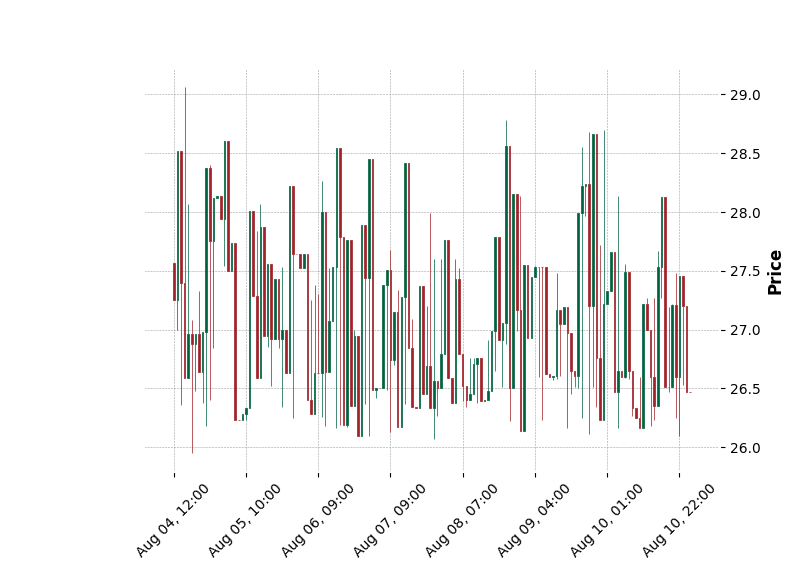 29.0
28.5
28.0
27.5
27.0
26.5
26.0
Price
Aug 04, 12:00
Aug 05, 10:00
Aug 06, 09:00
Aug 07, 09:00
Aug 08, 07:00
Aug 09, 04:00
Aug 10, 01:00
Aug 10, 22:00